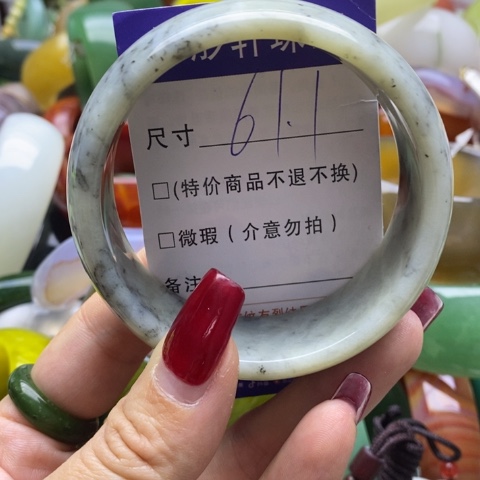 尺寸 61.1
□(特价商品不退不换)
□微瑕(介意勿拍)
备注